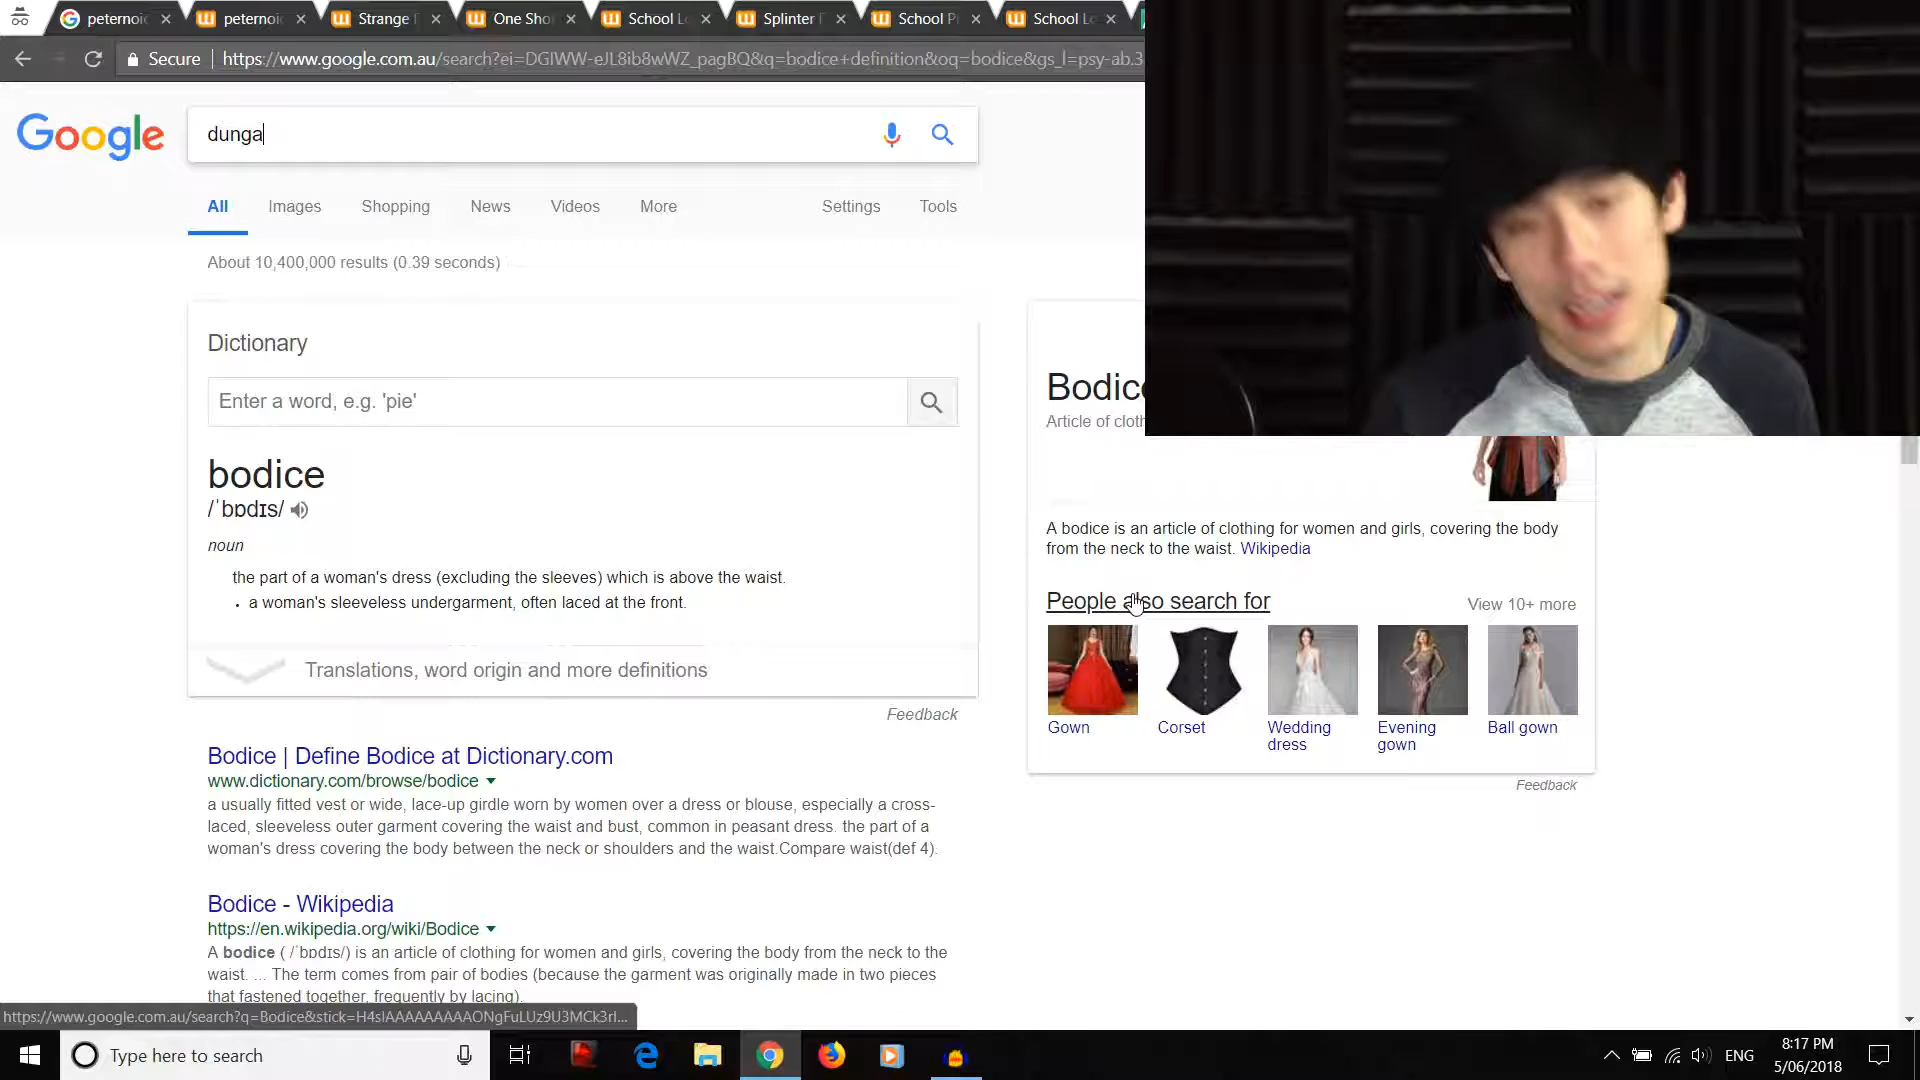 peternoic
peternoic
Strange
One Sho
School Lo
Splinter
School P
School Lo
Secure
https://www.google.com.au/search?ei=DGIWW-eJL8ib8wWZ_pagBQ&q=bodice+definition&oq=bodice&gs_l=psy-ab.3
Google
dunga
All
Images
Shopping
News
Videos
More
Settings
Tools
About 10,400,000 results (0.39 seconds)
Dictionary
Enter a word, e.g. 'pie'
bodice
/ˈbɒdɪs/
noun
the part of a woman's dress (excluding the sleeves) which is above the waist.
• a woman's sleeveless undergarment, often laced at the front.
Translations, word origin and more definitions
Feedback
Bodice | Define Bodice at Dictionary.com
www.dictionary.com/browse/bodice
a usually fitted vest or wide, lace-up girdle worn by women over a dress or blouse, especially a cross-
laced, sleeveless outer garment covering the waist and bust, common in peasant dress. the part of a
woman's dress covering the body between the neck or shoulders and the waist.Compare waist(def 4).
Bodice - Wikipedia
https://en.wikipedia.org/wiki/Bodice
A bodice ( /ˈbɒdɪs/) is an article of clothing for women and girls, covering the body from the neck to the
waist. ... The term comes from pair of bodies (because the garment was originally made in two pieces
that fastened together, frequently by lacing).
Bodice
Article of cloth
A bodice is an article of clothing for women and girls, covering the body
from the neck to the waist. Wikipedia
People also search for
View 10+ more
Gown
Corset
Wedding
dress
Evening
gown
Ball gown
Feedback
https://www.google.com.au/search?q=Bodice&stick=H4sIAAAAAAAAAONgFuLUz9U3MCk3rI...
Type here to search
ENG
8:17 PM
5/06/2018